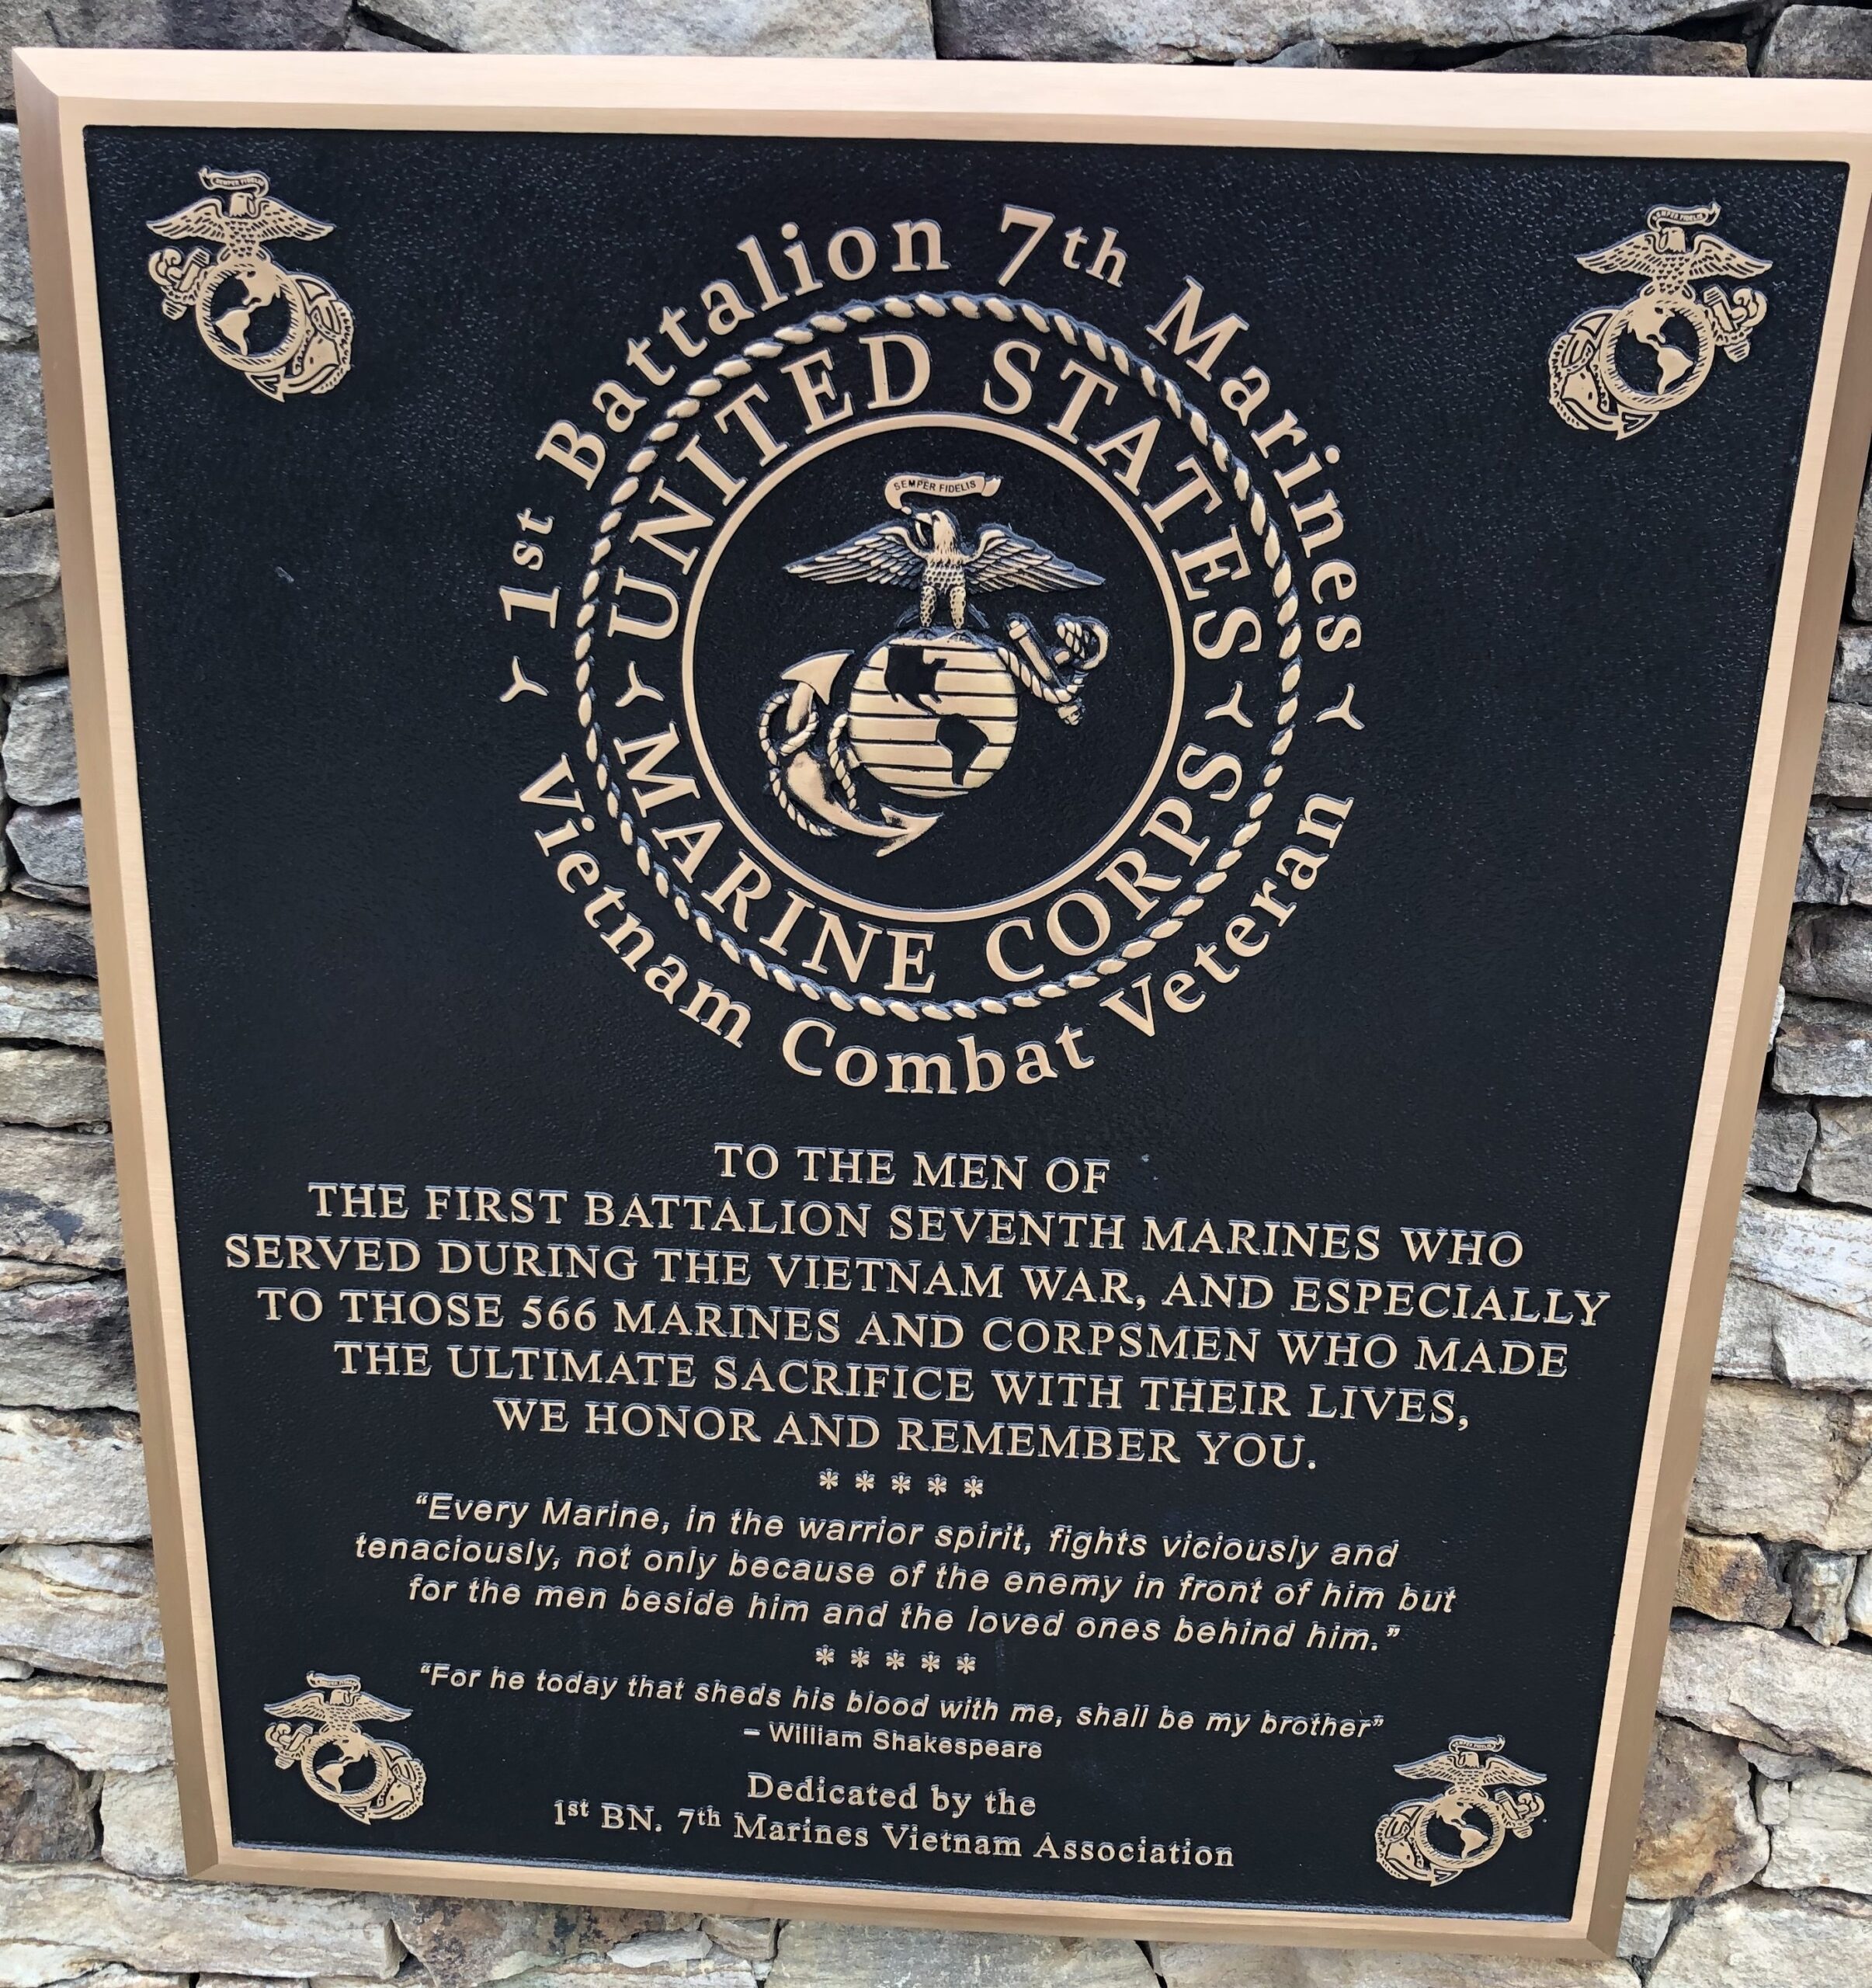 SEMPER FIDELIS
SEMPER FIDELIS
1st Battalion 7th Marines
UNITED STATES
SEMPER FIDELIS
MARINE CORPS
Vietnam Combat Veteran
TO THE MEN OF
THE FIRST BATTALION SEVENTH MARINES WHO
SERVED DURING THE VIETNAM WAR, AND ESPECIALLY
TO THOSE 566 MARINES AND CORPSMEN WHO MADE
THE ULTIMATE SACRIFICE WITH THEIR LIVES,
WE HONOR AND REMEMBER YOU.
* * * * *
“Every Marine, in the warrior spirit, fights viciously and
tenaciously, not only because of the enemy in front of him but
for the men beside him and the loved ones behind him.”
* * * * *
“For he today that sheds his blood with me, shall be my brother”
– William Shakespeare
Dedicated by the
1st BN. 7th Marines Vietnam Association